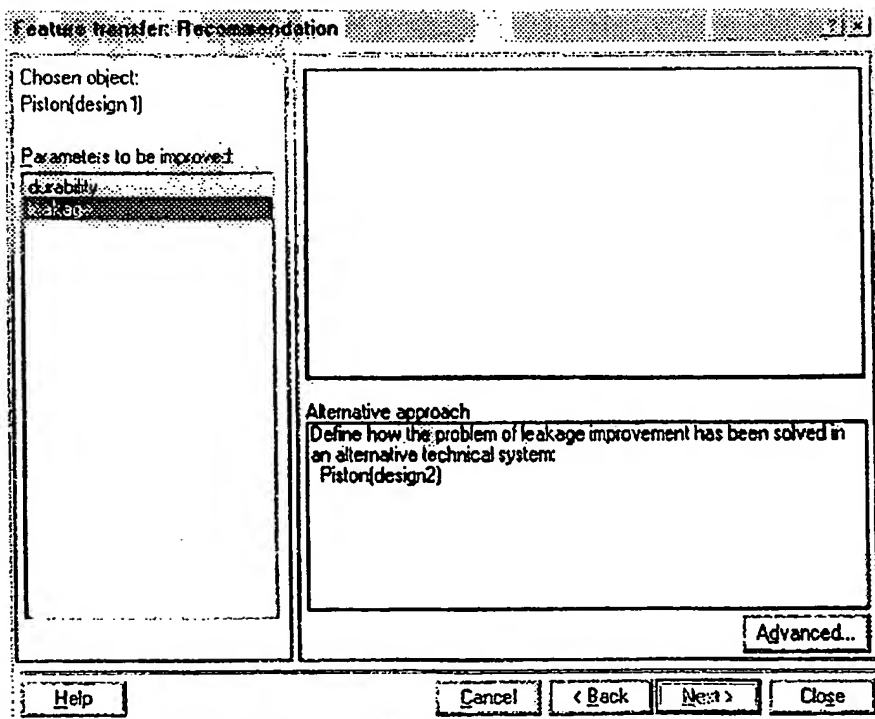 Feature transfer: Recommendation
Chosen object:
Piston(design 1)
Parameters to be improved:
durability
leakage
Alternative approach
Define how the problem of leakage improvement has been solved in
an alternative technical system:
Piston(design2)
Advanced...
Help
Cancel
< Back
Next >
Close